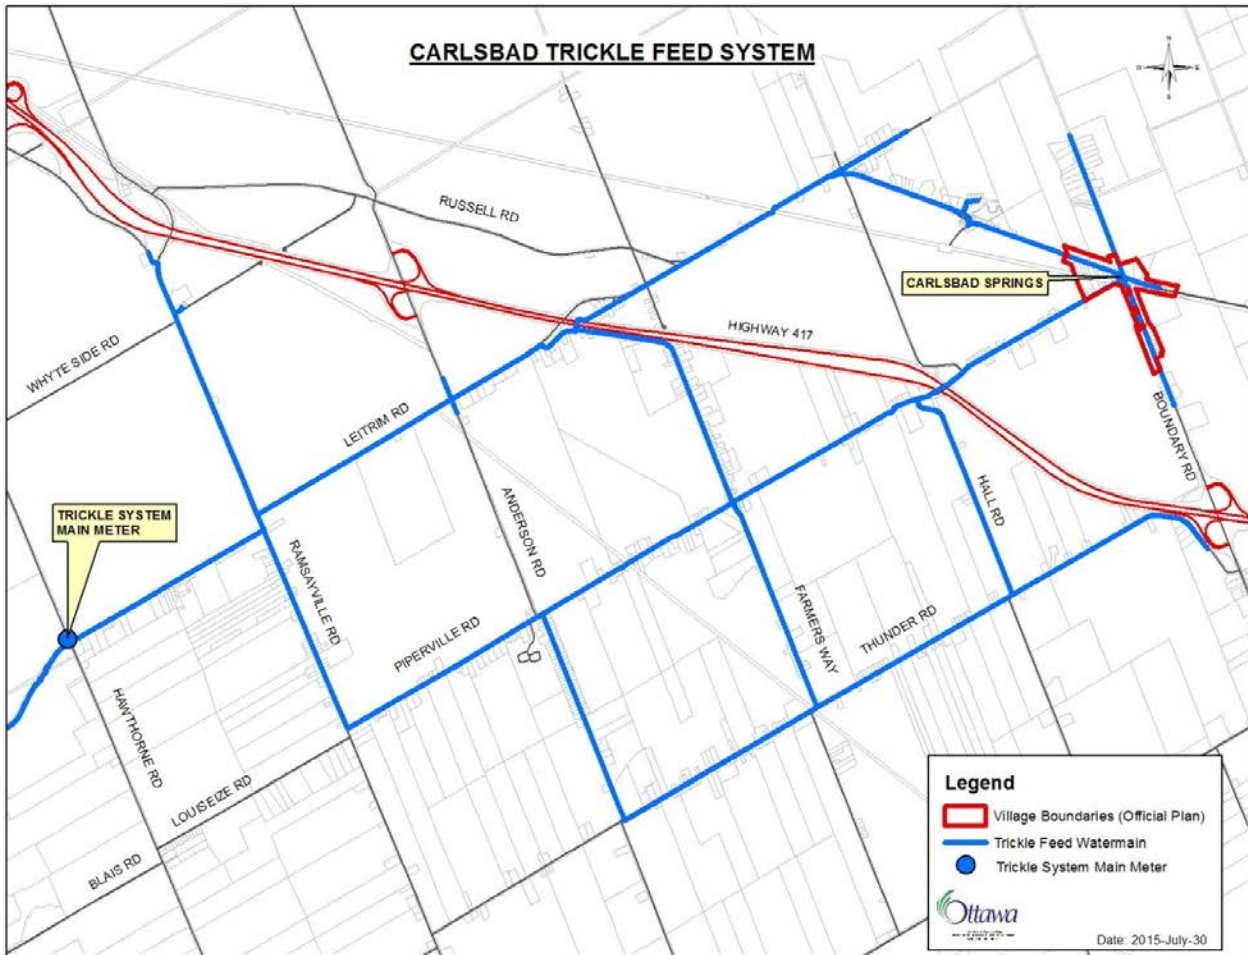 CARLSBAD TRICKLE FEED SYSTEM
N
W
E
S
RUSSELL RD
CARLSBAD SPRINGS
HIGHWAY 417
WHYTE SIDE RD
LEITRIM RD
BOUNDARY RD
HALL RD
ANDERSON RD
TRICKLE SYSTEM
MAIN METER
RAMSAYVILLE RD
FARMERS WAY
THUNDER RD
PIPERVILLE RD
HAWTHORNE RD
LOUISEIZE RD
BLAIS RD
Legend
Village Boundaries (Official Plan)
Trickle Feed Watermain
Trickle System Main Meter
Ottawa
Date: 2015-July-30